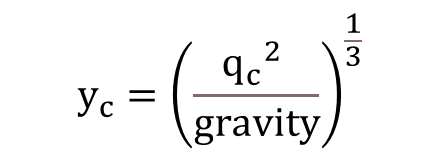 y_c = (q_c^2 / gravity)^(1/3)